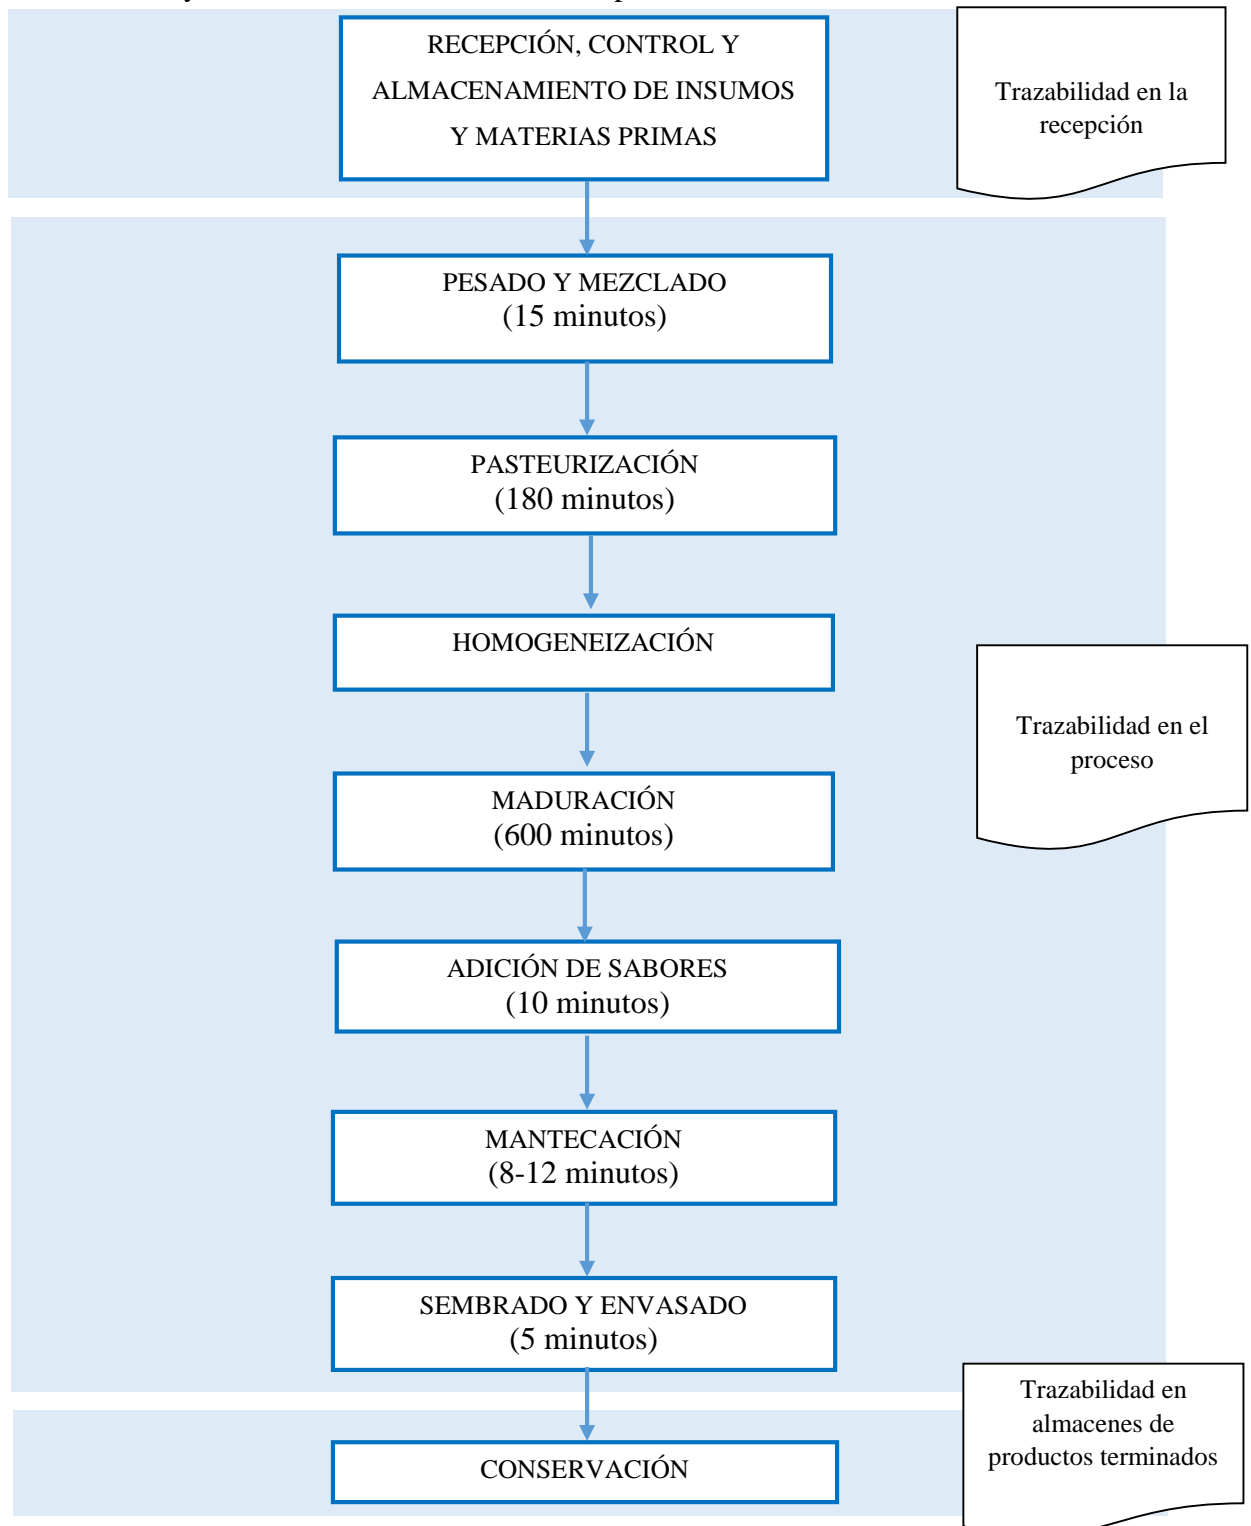 RECEPCIÓN, CONTROL Y
ALMACENAMIENTO DE INSUMOS
Y MATERIAS PRIMAS
Trazabilidad en la
recepción
PESADO Y MEZCLADO
(15 minutos)
PASTEURIZACIÓN
(180 minutos)
HOMOGENEIZACIÓN
Trazabilidad en el
proceso
MADURACIÓN
(600 minutos)
ADICIÓN DE SABORES
(10 minutos)
MANTECACIÓN
(8-12 minutos)
SEMBRADO Y ENVASADO
(5 minutos)
Trazabilidad en
almacenes de
productos terminados
CONSERVACIÓN